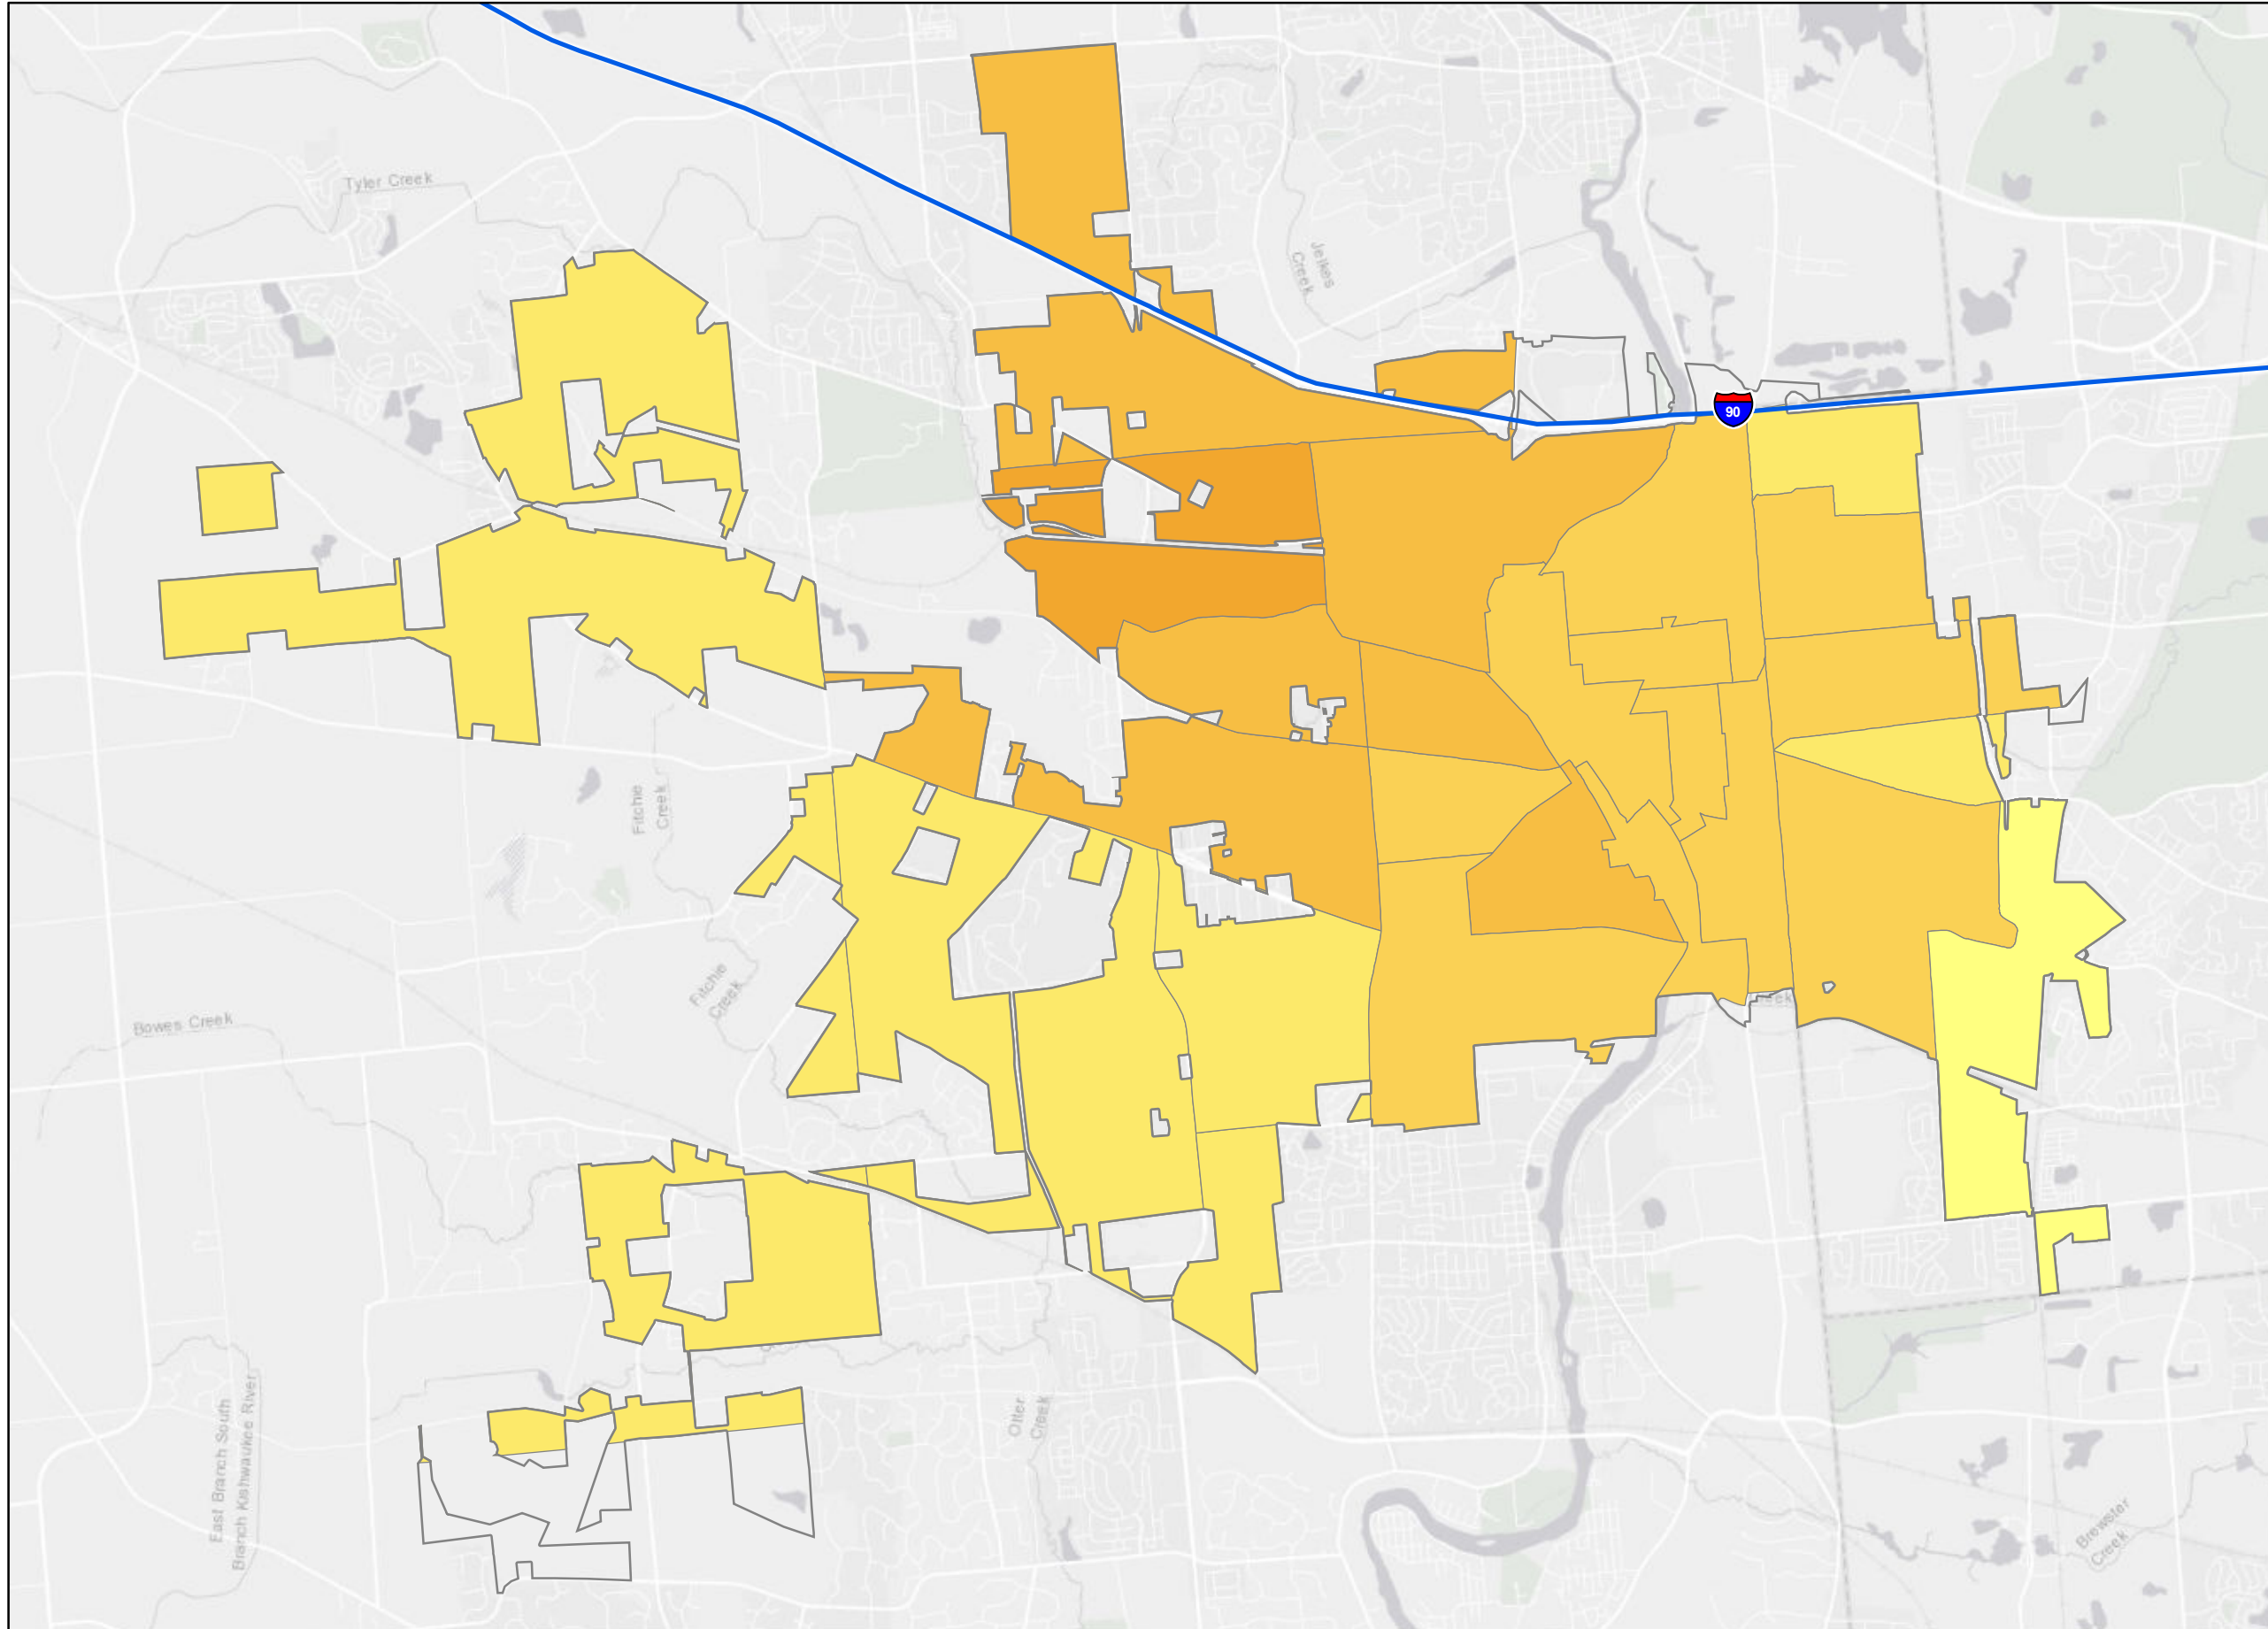 Tyler Creek
Jelkes
Creek
90
Fitchie
Creek
Fitchie
Creek
Creek
Bowes Creek
East Branch South
Branch Kishwaukee River
Otter
Creek
Brewster
Creek